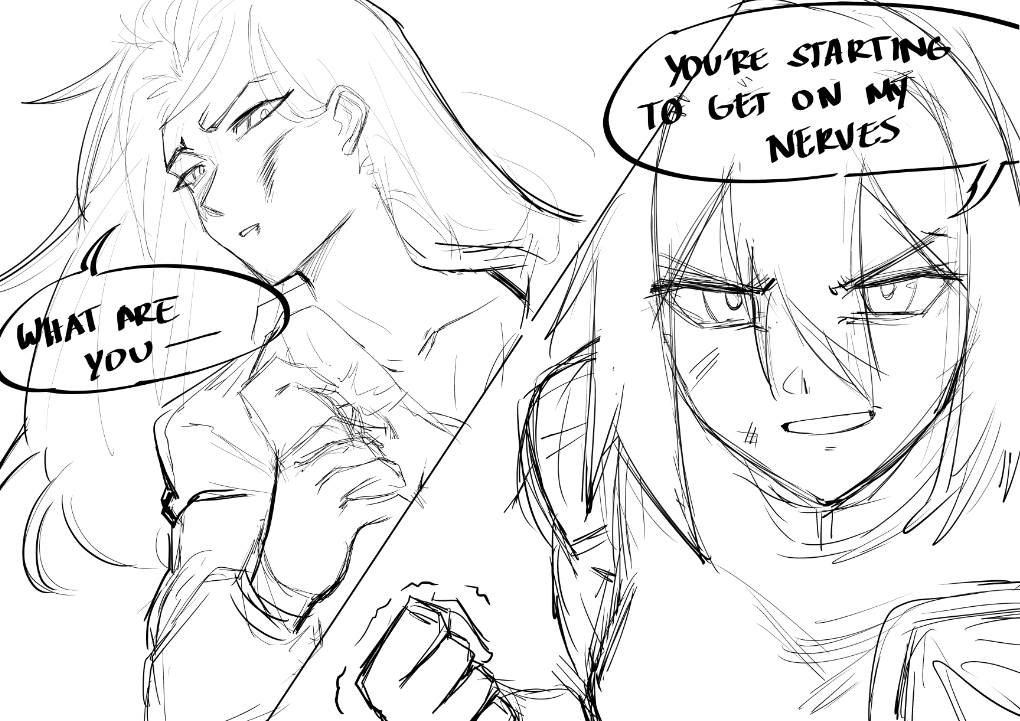 WHAT ARE
YOU —
YOU'RE STARTING
TO GET ON MY
NERVES